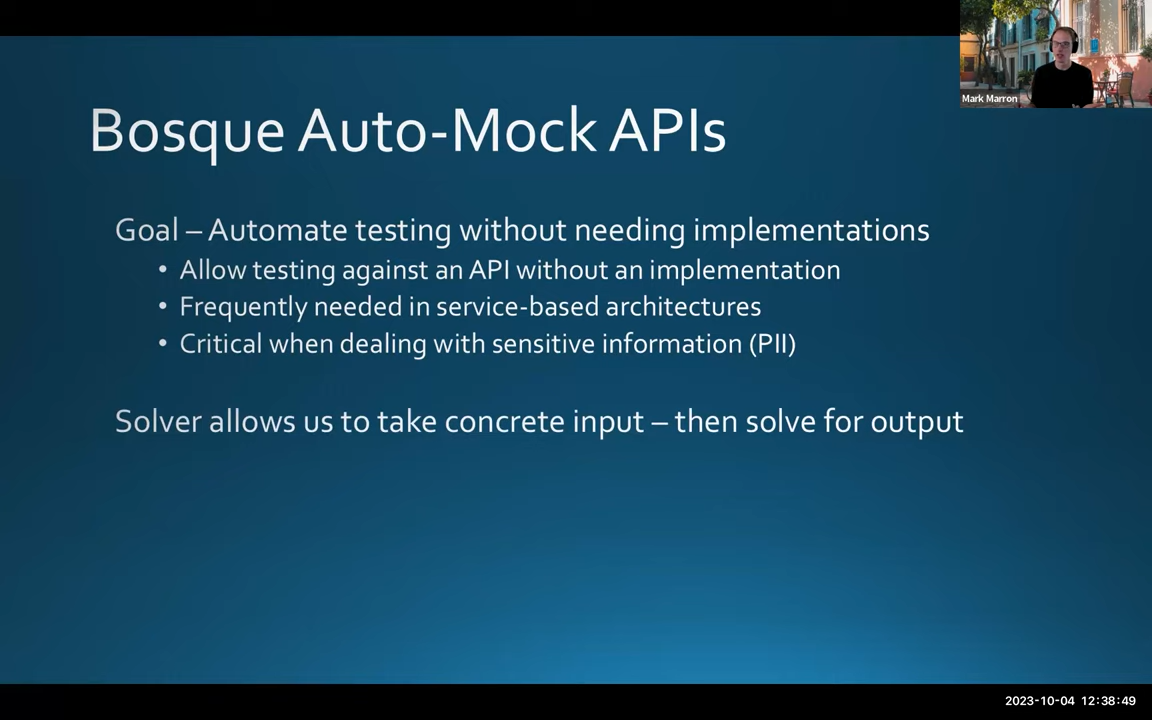 Mark Marron
Bosque Auto-Mock APIs
Goal – Automate testing without needing implementations
• Allow testing against an API without an implementation
• Frequently needed in service-based architectures
• Critical when dealing with sensitive information (PII)
Solver allows us to take concrete input – then solve for output
2023-10-04 12:38:49